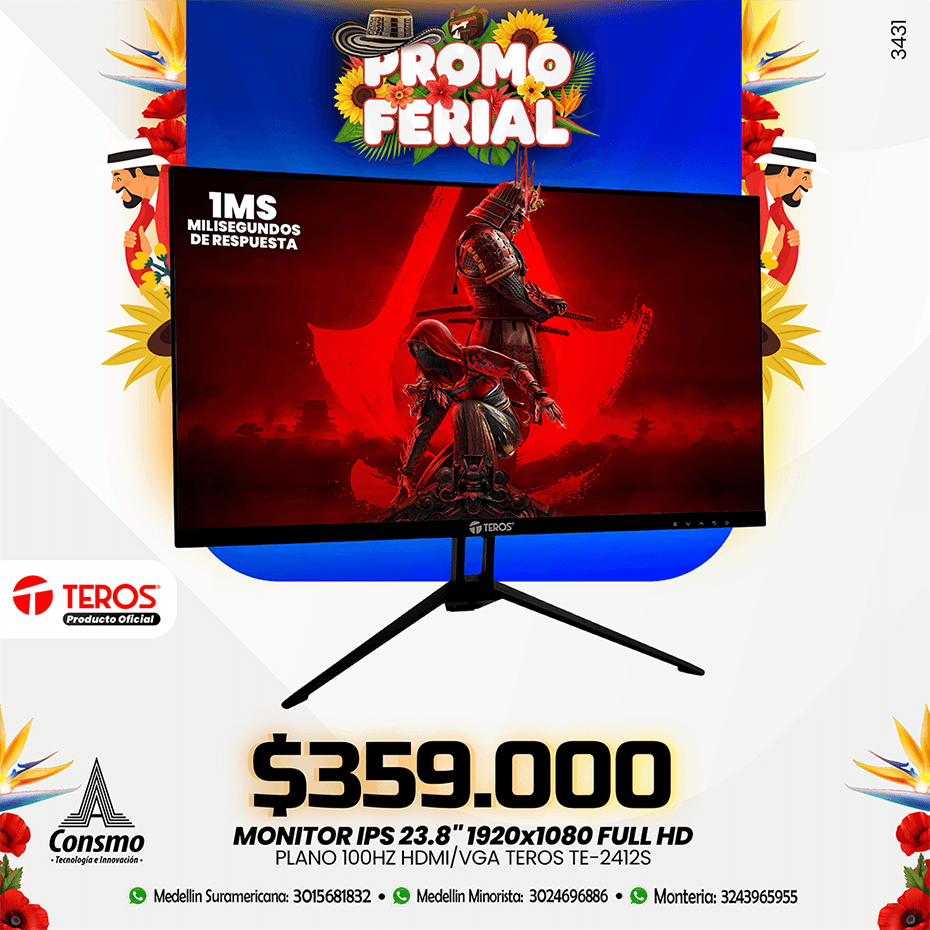 PROMO
FERIAL
3431
1MS
MILISEGUNDOS
DE RESPUESTA
TEROS®
TEROS®
Producto Oficial
$359.000
MONITOR IPS 23.8" 1920x1080 FULL HD
PLANO 100HZ HDMI/VGA TEROS TE-2412S
Consmo
- Tecnología e Innovación -
Medellin Suramericana: 3015681832 • Medellin Minorista: 3024696886 • Monteria: 3243965955